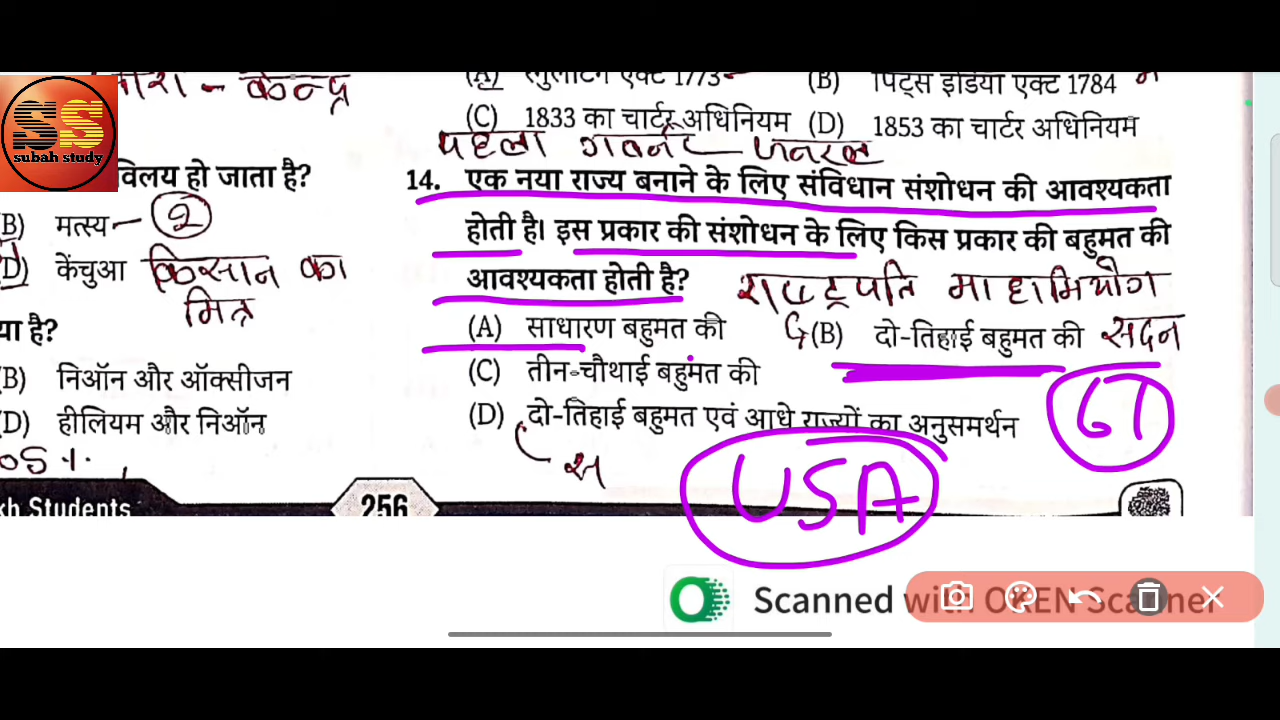 SS
subah study
केन्द्र
विलय हो जाता है?
(B) मत्स्य – 2
(D) केंचुआ किसान का
मित्र
या है?
(B) निऑन और ऑक्सीजन
(D) हीलियम और निऑन
kh Students
256
(B) पिट्स इंडिया एक्ट 1784
(C) 1833 का चार्टर अधिनियम (D) 1853 का चार्टर अधिनियम
पहला गवर्नर – जनरल
14. एक नया राज्य बनाने के लिए संविधान संशोधन की आवश्यकता
होती है। इस प्रकार की संशोधन के लिए किस प्रकार की बहुमत की
आवश्यकता होती है? राष्ट्रपति
(A) साधारण बहुमत की (B) दो-तिहाई बहुमत की सदन
(C) तीन-चौथाई बहुमत की
(D) दो-तिहाई बहुमत एवं आधे राज्यों का अनुसमर्थन
USA
Scanned with OKEN Scanner